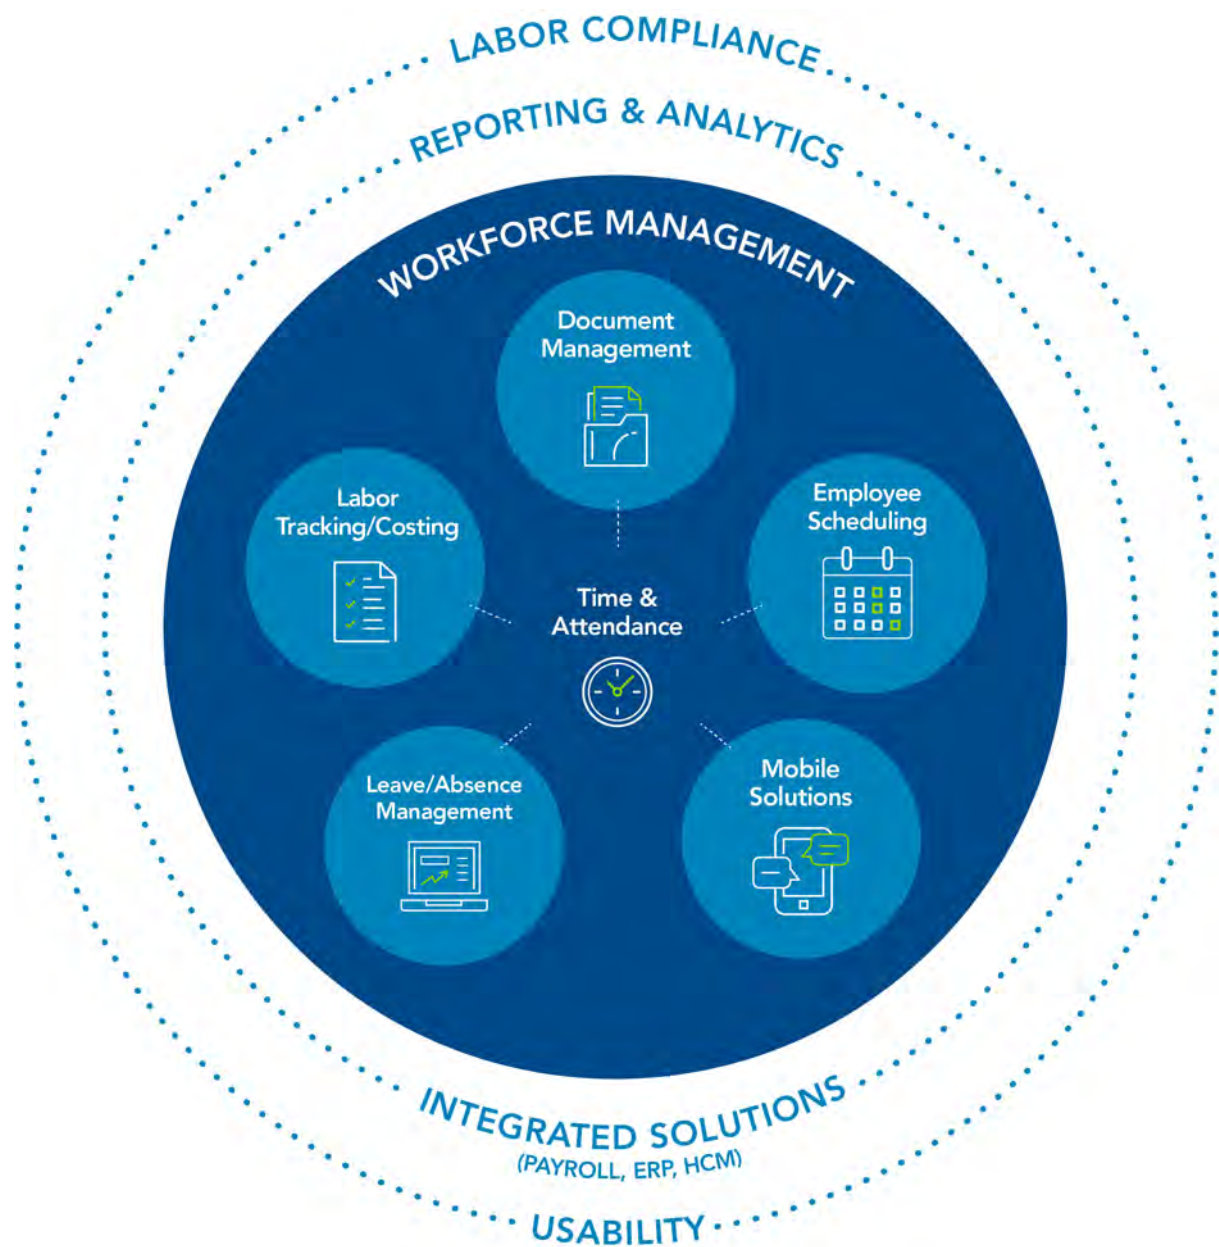 LABOR COMPLIANCE
REPORTING & ANALYTICS
WORKFORCE MANAGEMENT
Document
Management
Labor
Tracking/Costing
Employee
Scheduling
Time &
Attendance
Leave/Absence
Management
Mobile
Solutions
INTEGRATED SOLUTIONS
(PAYROLL, ERP, HCM)
USABILITY